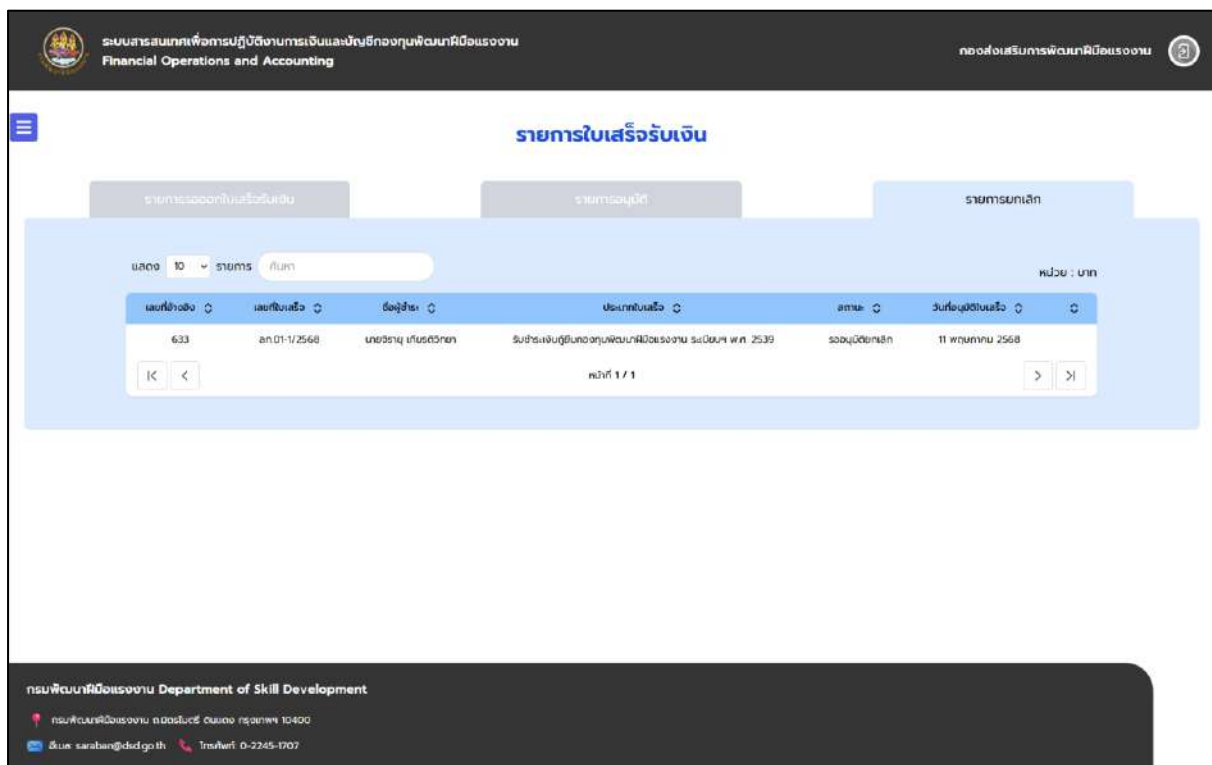 ระบบสารสนเทศเพื่อการปฏิบัติงานการเงินและบัญชีกองทุนพัฒนาฝีมือแรงงาน
Financial Operations and Accounting
กองส่งเสริมการพัฒนาฝีมือแรงงาน
รายการใบเสร็จรับเงิน
รายการรอออกใบเสร็จรับเงิน
รายการอนุมัติ
รายการยกเลิก
แสดง 10 รายการ ค้นหา
หน่วย : บาท
เลขที่อ้างอิง เลขที่ใบเสร็จ ชื่อผู้ชำระ ประเภทใบเสร็จ สถานะ วันที่อนุมัติใบเสร็จ
633 ลก.01-1/2568 นายจิรายุ เกียรติวิทยา รับชำระเงินกู้ยืมกองทุนพัฒนาฝีมือแรงงาน ระเบียบฯ พ.ศ. 2539 รออนุมัติยกเลิก 11 พฤษภาคม 2568
หน้าที่ 1 / 1
กรมพัฒนาฝีมือแรงงาน Department of Skill Development
กรมพัฒนาฝีมือแรงงาน ถ.มิตรไมตรี ดินแดง กรุงเทพฯ 10400
อีเมล: saraban@dsd.go.th โทรศัพท์: 0-2245-1707